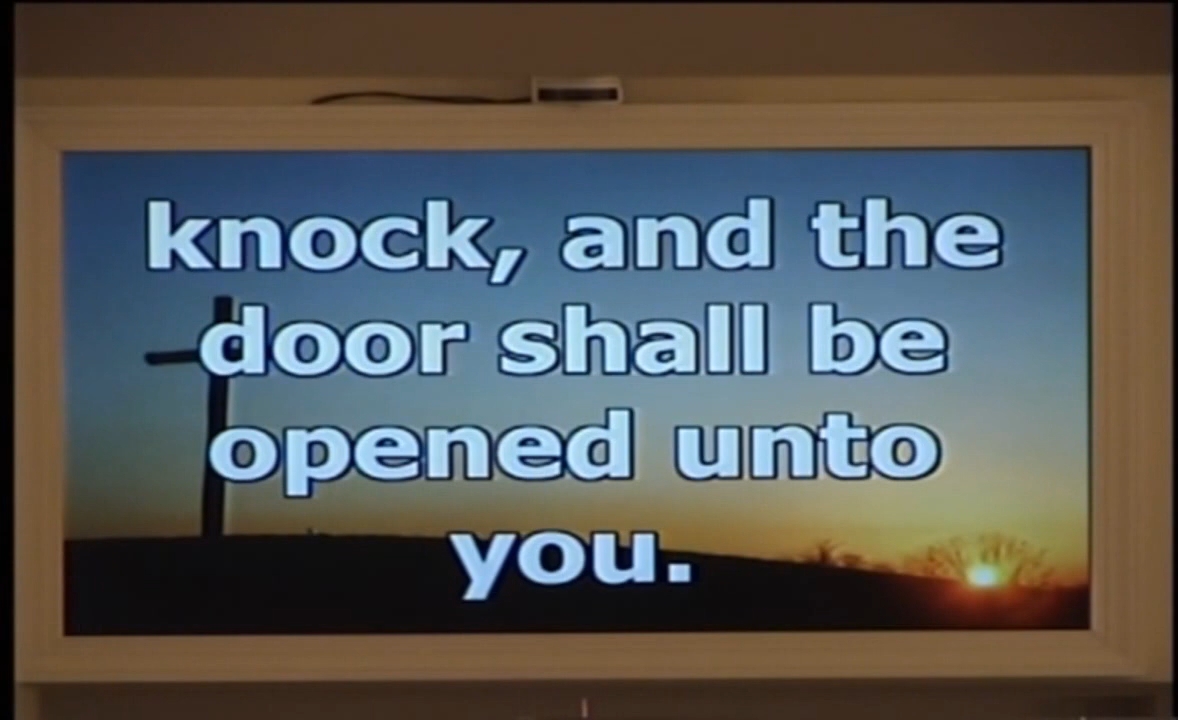 knock, and the
door shall be
opened unto
you.